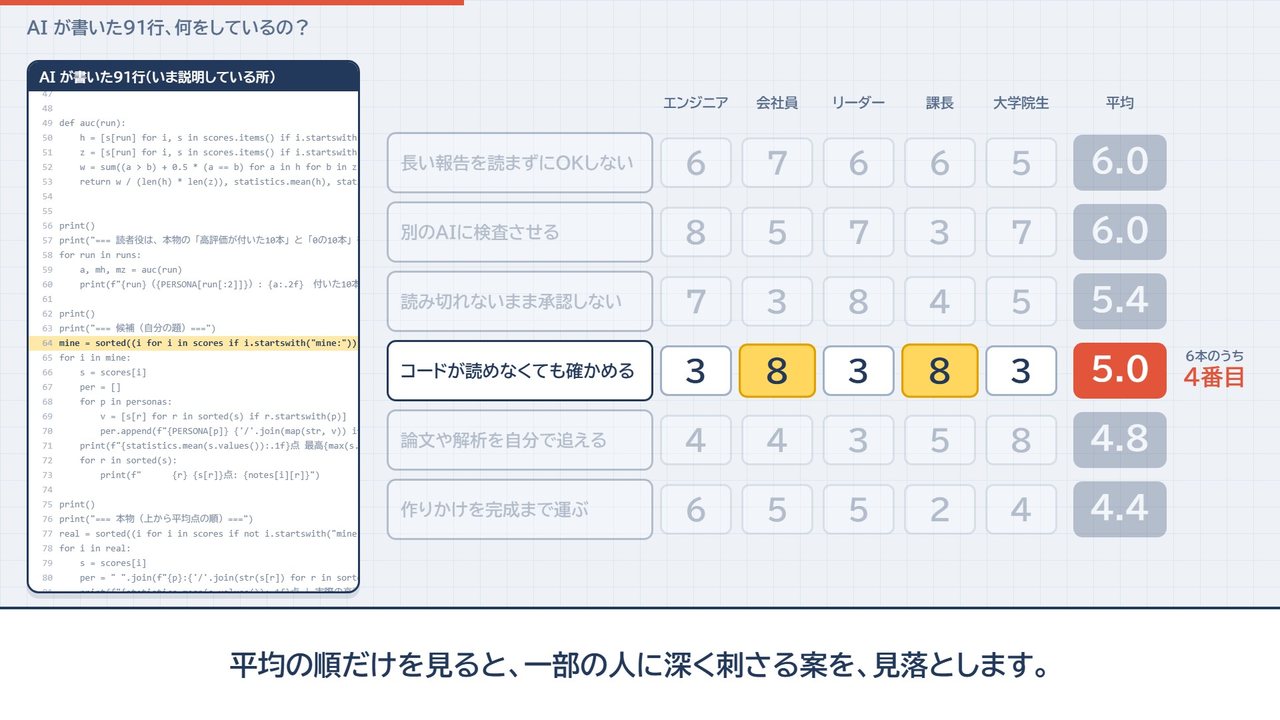 AI が書いた91行、何をしているの？
AI が書いた91行(いま説明している所)
47
48
49 def auc(run):
50     h = [s[run] for i, s in scores.items() if i.startswith
51     z = [s[run] for i, s in scores.items() if i.startswith
52     w = sum((a > b) + 0.5 * (a == b) for a in h for b in z
53     return w / (len(h) * len(z)), statistics.mean(h), stat
54
55
56 print()
57 print("=== 読者役は、本物の「高評価が付いた10本」と「0の10本」
58 for run in runs:
59     a, mh, mz = auc(run)
60     print(f"{run} ({PERSONA[run[:2]]}) : {a:.2f}  付いた10本
61
62 print()
63 print("=== 候補（自分の題）===")
64 mine = sorted((i for i in scores if i.startswith("mine:"))
65 for i in mine:
66     s = scores[i]
67     per = []
68     for p in personas:
69         v = [s[r] for r in sorted(s) if r.startswith(p)]
70         per.append(f"{PERSONA[p]} {'/'.join(map(str, v))
71     print(f"{statistics.mean(s.values()):.1f}点 最高{max(s.
72     for r in sorted(s):
73         print(f"      {r} {s[r]}点: {notes[i][r]}")
74
75 print()
76 print("=== 本物（上から平均点の順）===")
77 real = sorted((i for i in scores if not i.startswith("mine
78 for i in real:
79     s = scores[i]
80     per = " ".join(f"{p}:{'/'.join(str(s[r]) for r in sort
エンジニア 会社員 リーダー 課長 大学院生 平均
長い報告を読まずにOKしない 6 7 6 6 5 6.0
別のAIに検査させる 8 5 7 3 7 6.0
読み切れないまま承認しない 7 3 8 4 5 5.4
コードが読めなくても確かめる 3 8 3 8 3 5.0
6本のうち
4番目
論文や解析を自分で追える 4 4 3 5 8 4.8
作りかけを完成まで運ぶ 6 5 5 2 4 4.4
平均の順だけを見ると、一部の人に深く刺さる案を、見落とします。